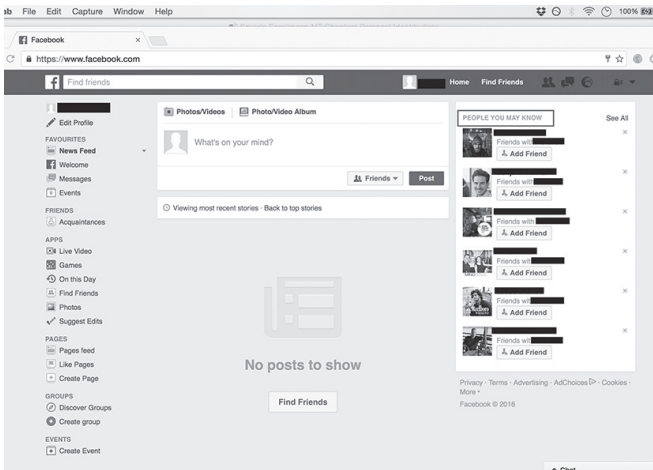 ab File Edit Capture Window Help 100%
Facebook ×
https://www.facebook.com
f Find friends Home Find Friends
Edit Profile
FAVOURITES
News Feed
Welcome
Messages
Events
FRIENDS
Acquaintances
APPS
Live Video
Games
On this Day
Find Friends
Photos
Suggest Edits
PAGES
Pages feed
Like Pages
Create Page
GROUPS
Discover Groups
Create group
EVENTS
Create Event
Photos/Videos Photo/Video Album
What's on your mind?
Friends Post
Viewing most recent stories · Back to top stories
No posts to show
Find Friends
PEOPLE YOU MAY KNOW See All
Friends with
Add Friend
Friends with
Add Friend
Friends with
Add Friend
Friends wit
Add Friend
Friends wit
Add Friend
Friends wit
Add Friend
Privacy · Terms · Advertising · AdChoices · Cookies ·
More
Facebook © 2016
Chat